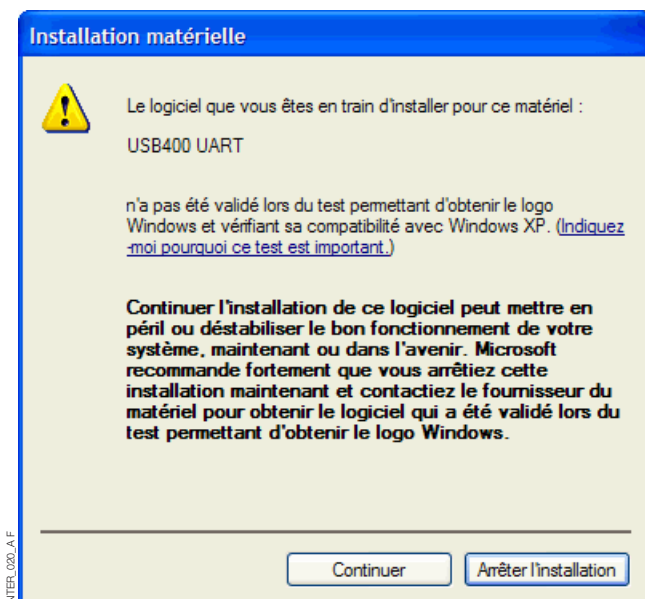 Installation matérielle
Le logiciel que vous êtes en train d'installer pour ce matériel :
USB400 UART
n'a pas été validé lors du test permettant d'obtenir le logo
Windows et vérifiant sa compatibilité avec Windows XP. (Indiquez
-moi pourquoi ce test est important.)
Continuer l'installation de ce logiciel peut mettre en
péril ou déstabiliser le bon fonctionnement de votre
système, maintenant ou dans l'avenir. Microsoft
recommande fortement que vous arrêtiez cette
installation maintenant et contactiez le fournisseur du
matériel pour obtenir le logiciel qui a été validé lors du
test permettant d'obtenir le logo Windows.
Continuer
Arrêter l'installation
NTER_020_A F